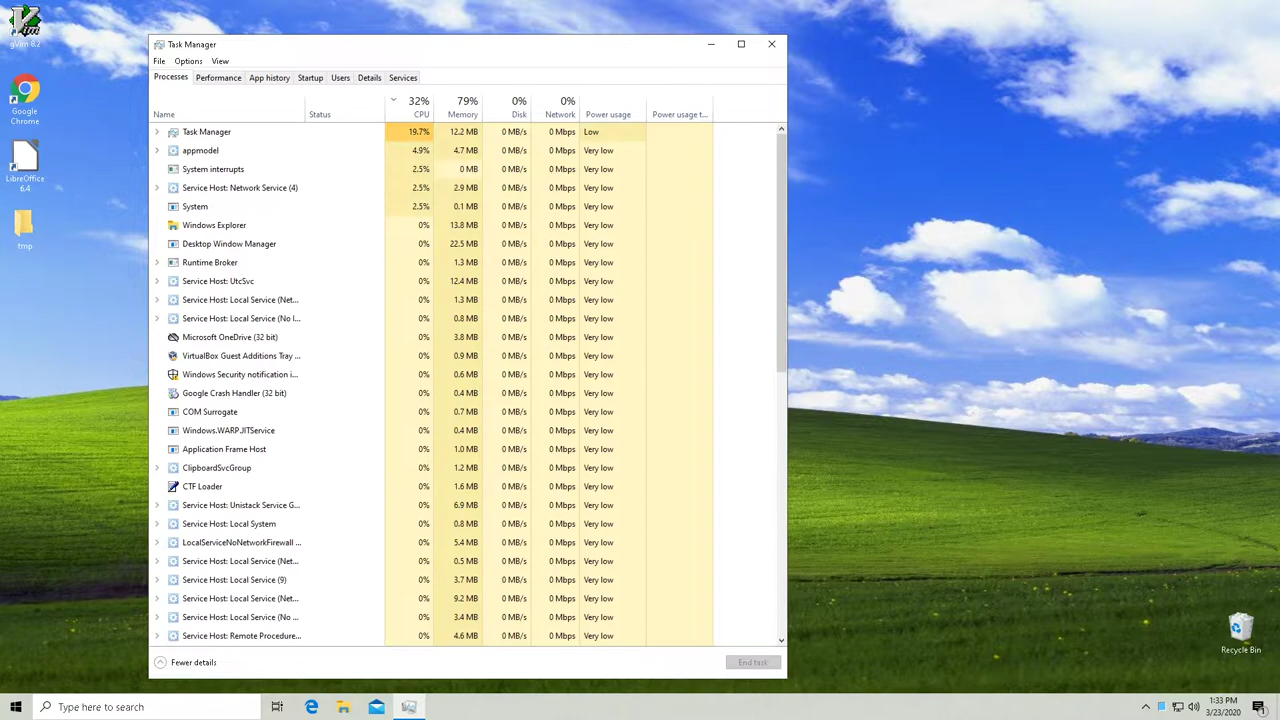 gVim 8.2
Google
Chrome
LibreOffice
6.4
tmp
Task Manager
File Options View
Processes Performance App history Startup Users Details Services
32% 79% 0% 0%
Name Status CPU Memory Disk Network Power usage Power usage t...
Task Manager 19.7% 12.2 MB 0 MB/s 0 Mbps Low
appmodel 4.9% 4.7 MB 0 MB/s 0 Mbps Very low
System interrupts 2.5% 0 MB 0 MB/s 0 Mbps Very low
Service Host: Network Service (4) 2.5% 2.9 MB 0 MB/s 0 Mbps Very low
System 2.5% 0.1 MB 0 MB/s 0 Mbps Very low
Windows Explorer 0% 13.8 MB 0 MB/s 0 Mbps Very low
Desktop Window Manager 0% 22.5 MB 0 MB/s 0 Mbps Very low
Runtime Broker 0% 1.3 MB 0 MB/s 0 Mbps Very low
Service Host: UtcSvc 0% 12.4 MB 0 MB/s 0 Mbps Very low
Service Host: Local Service (Net... 0% 1.3 MB 0 MB/s 0 Mbps Very low
Service Host: Local Service (No I... 0% 0.8 MB 0 MB/s 0 Mbps Very low
Microsoft OneDrive (32 bit) 0% 3.8 MB 0 MB/s 0 Mbps Very low
VirtualBox Guest Additions Tray ... 0% 0.9 MB 0 MB/s 0 Mbps Very low
Windows Security notification i... 0% 0.6 MB 0 MB/s 0 Mbps Very low
Google Crash Handler (32 bit) 0% 0.4 MB 0 MB/s 0 Mbps Very low
COM Surrogate 0% 0.7 MB 0 MB/s 0 Mbps Very low
Windows.WARP.JITService 0% 0.4 MB 0 MB/s 0 Mbps Very low
Application Frame Host 0% 1.0 MB 0 MB/s 0 Mbps Very low
ClipboardSvcGroup 0% 1.2 MB 0 MB/s 0 Mbps Very low
CTF Loader 0% 1.6 MB 0 MB/s 0 Mbps Very low
Service Host: Unistack Service G... 0% 6.9 MB 0 MB/s 0 Mbps Very low
Service Host: Local System 0% 0.8 MB 0 MB/s 0 Mbps Very low
LocalServiceNoNetworkFirewall ... 0% 5.4 MB 0 MB/s 0 Mbps Very low
Service Host: Local Service (Net... 0% 0.5 MB 0 MB/s 0 Mbps Very low
Service Host: Local Service (9) 0% 3.7 MB 0 MB/s 0 Mbps Very low
Service Host: Local Service (Net... 0% 9.2 MB 0 MB/s 0 Mbps Very low
Service Host: Local Service (No ... 0% 3.4 MB 0 MB/s 0 Mbps Very low
Service Host: Remote Procedure... 0% 4.6 MB 0 MB/s 0 Mbps Very low
Fewer details End task
Recycle Bin
Type here to search
1:33 PM
3/23/2020
1